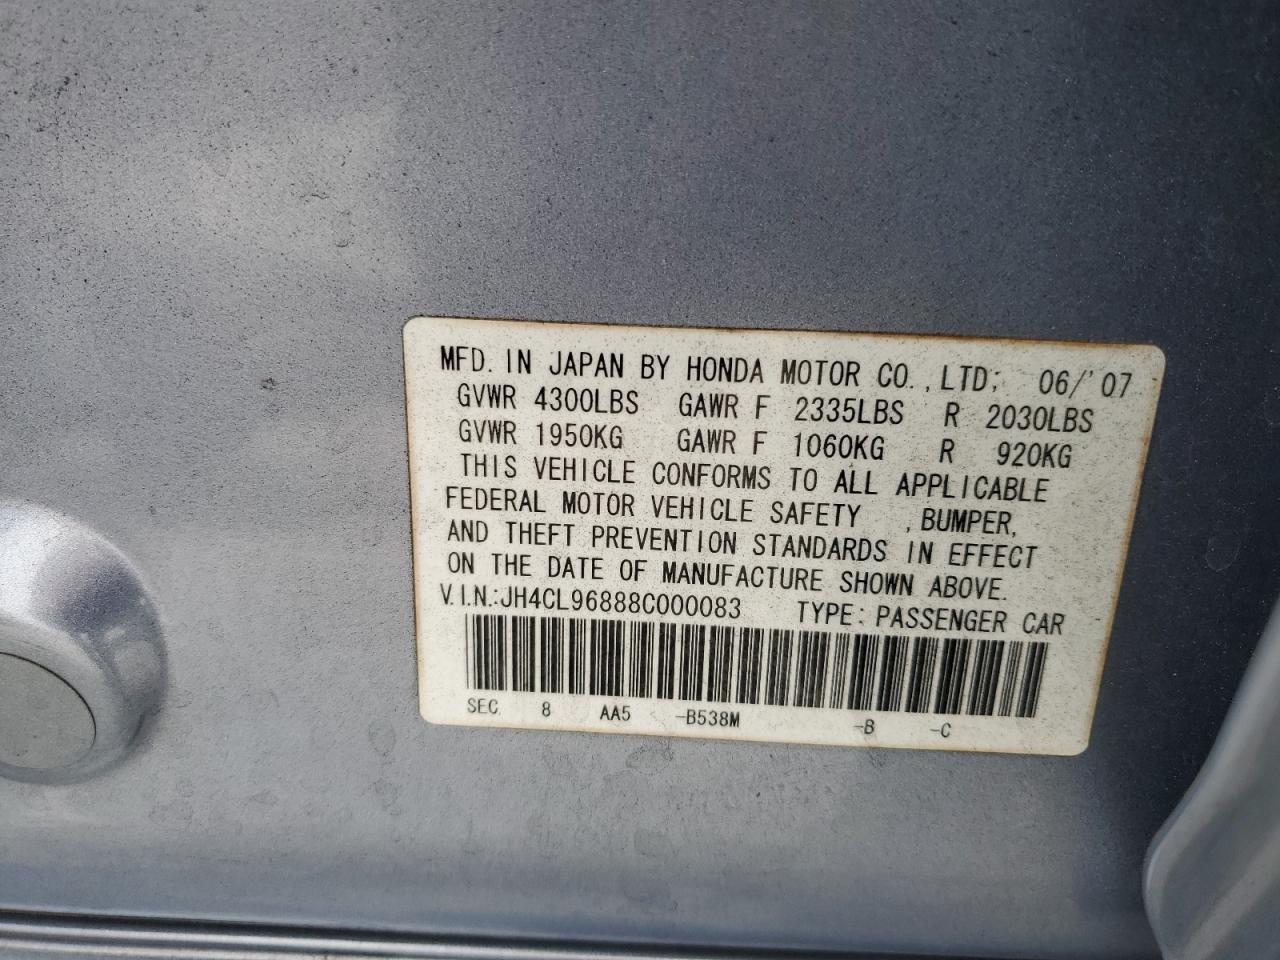 MFD. IN JAPAN BY HONDA MOTOR CO., LTD; 06/'07
GVWR 4300LBS GAWR F 2335LBS R 2030LBS
GVWR 1950KG GAWR F 1060KG R 920KG
THIS VEHICLE CONFORMS TO ALL APPLICABLE
FEDERAL MOTOR VEHICLE SAFETY , BUMPER,
AND THEFT PREVENTION STANDARDS IN EFFECT
ON THE DATE OF MANUFACTURE SHOWN ABOVE.
V.I.N.:JH4CL96888C000083 TYPE: PASSENGER CAR
SEC. 8 AA5 -B538M -B -C